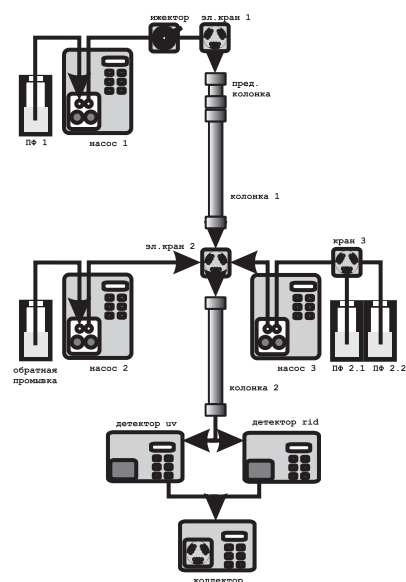 ижектор эл.кран 1
пред.
колонка
ПФ 1
насос 1
колонка 1
эл.кран 2
кран 3
обратная
промывка
насос 2
насос 3
ПФ 2.1 ПФ 2.2
колонка 2
детектор uv
детектор rid
коллектор